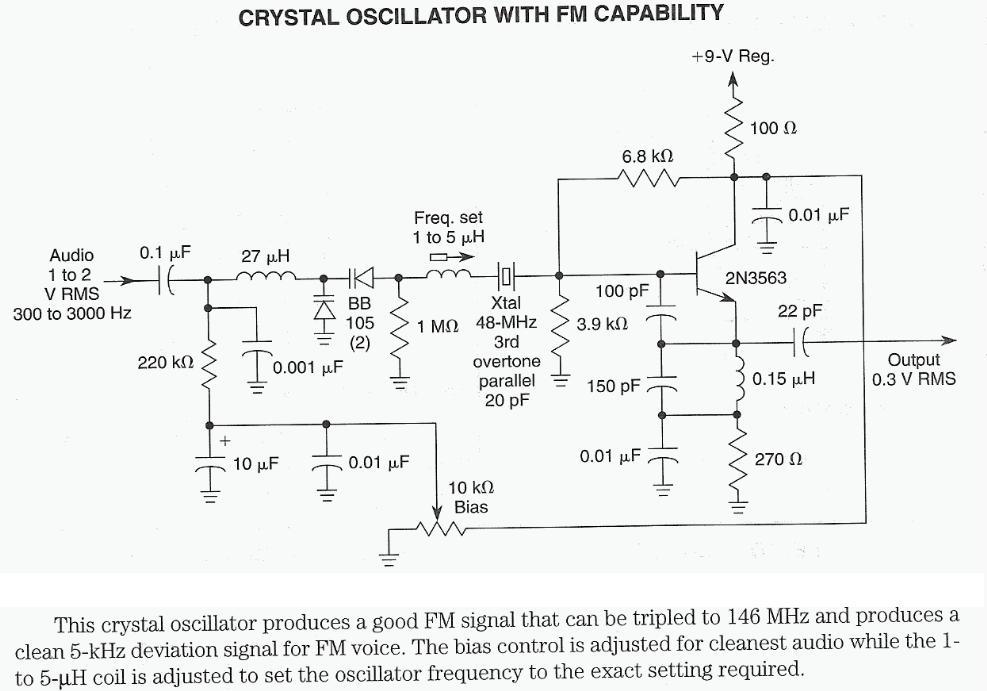 CRYSTAL OSCILLATOR WITH FM CAPABILITY
+9-V Reg.
100 Ω
6.8 kΩ
0.01 µF
Freq. set
1 to 5 µH
Audio
1 to 2
V RMS
300 to 3000 Hz
0.1 µF
27 µH
BB
105
(2)
1 MΩ
Xtal
48-MHz
3rd
overtone
parallel
20 pF
3.9 kΩ
100 pF
2N3563
22 pF
Output
0.3 V RMS
220 kΩ
0.001 µF
150 pF
0.15 µH
+
10 µF
0.01 µF
0.01 µF
270 Ω
10 kΩ
Bias
This crystal oscillator produces a good FM signal that can be tripled to 146 MHz and produces a
clean 5-kHz deviation signal for FM voice. The bias control is adjusted for cleanest audio while the 1-
to 5-µH coil is adjusted to set the oscillator frequency to the exact setting required.